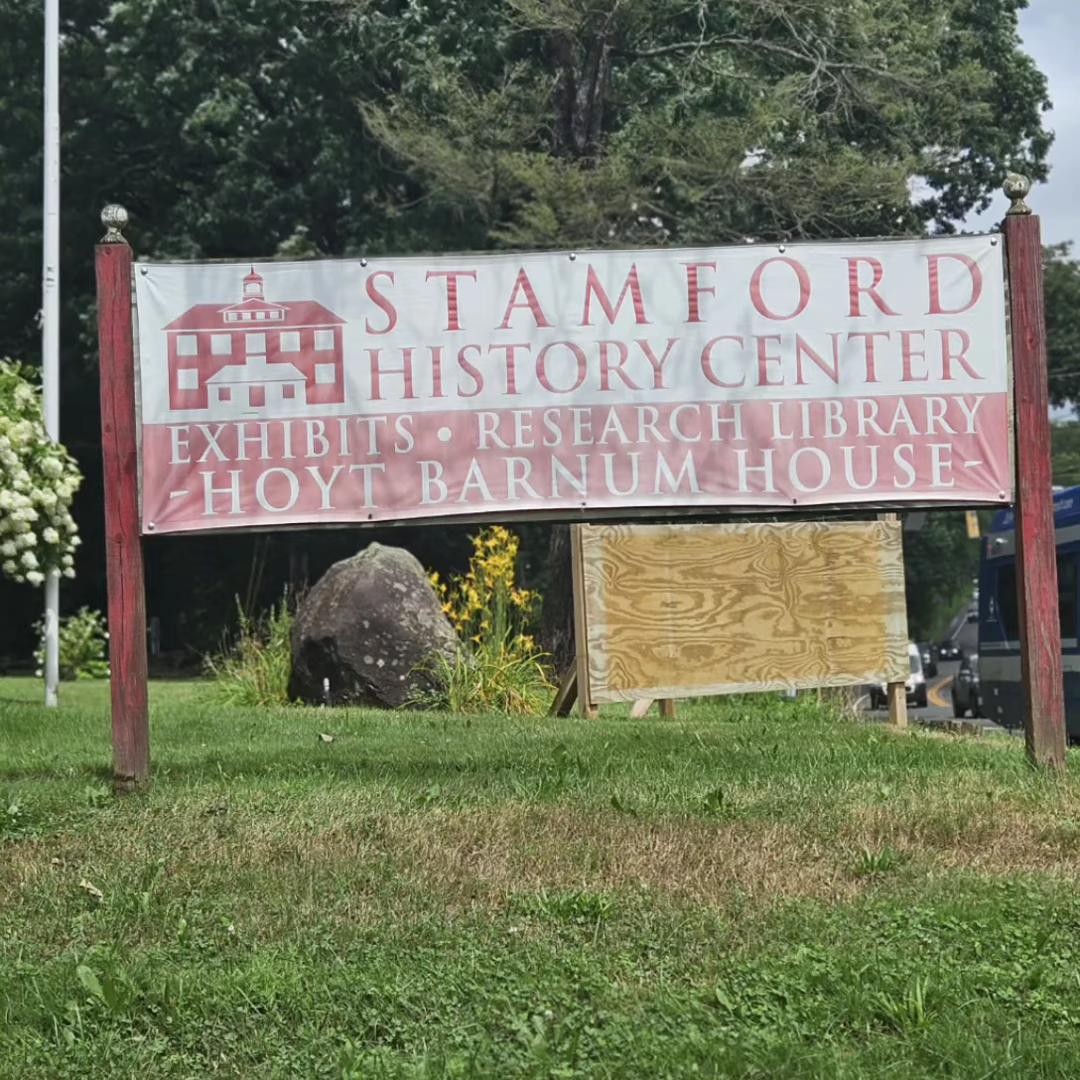 STAMFORD
HISTORY CENTER
EXHIBITS • RESEARCH LIBRARY
-HOYT BARNUM HOUSE-